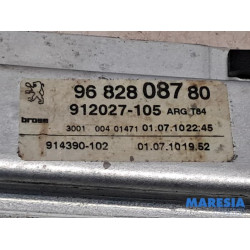 96 828 087 80
912027-105 ARG T84
brose
3001 004 01471 01.07.10 22:45
914390-102 01.07.10 19.52
MARESIA